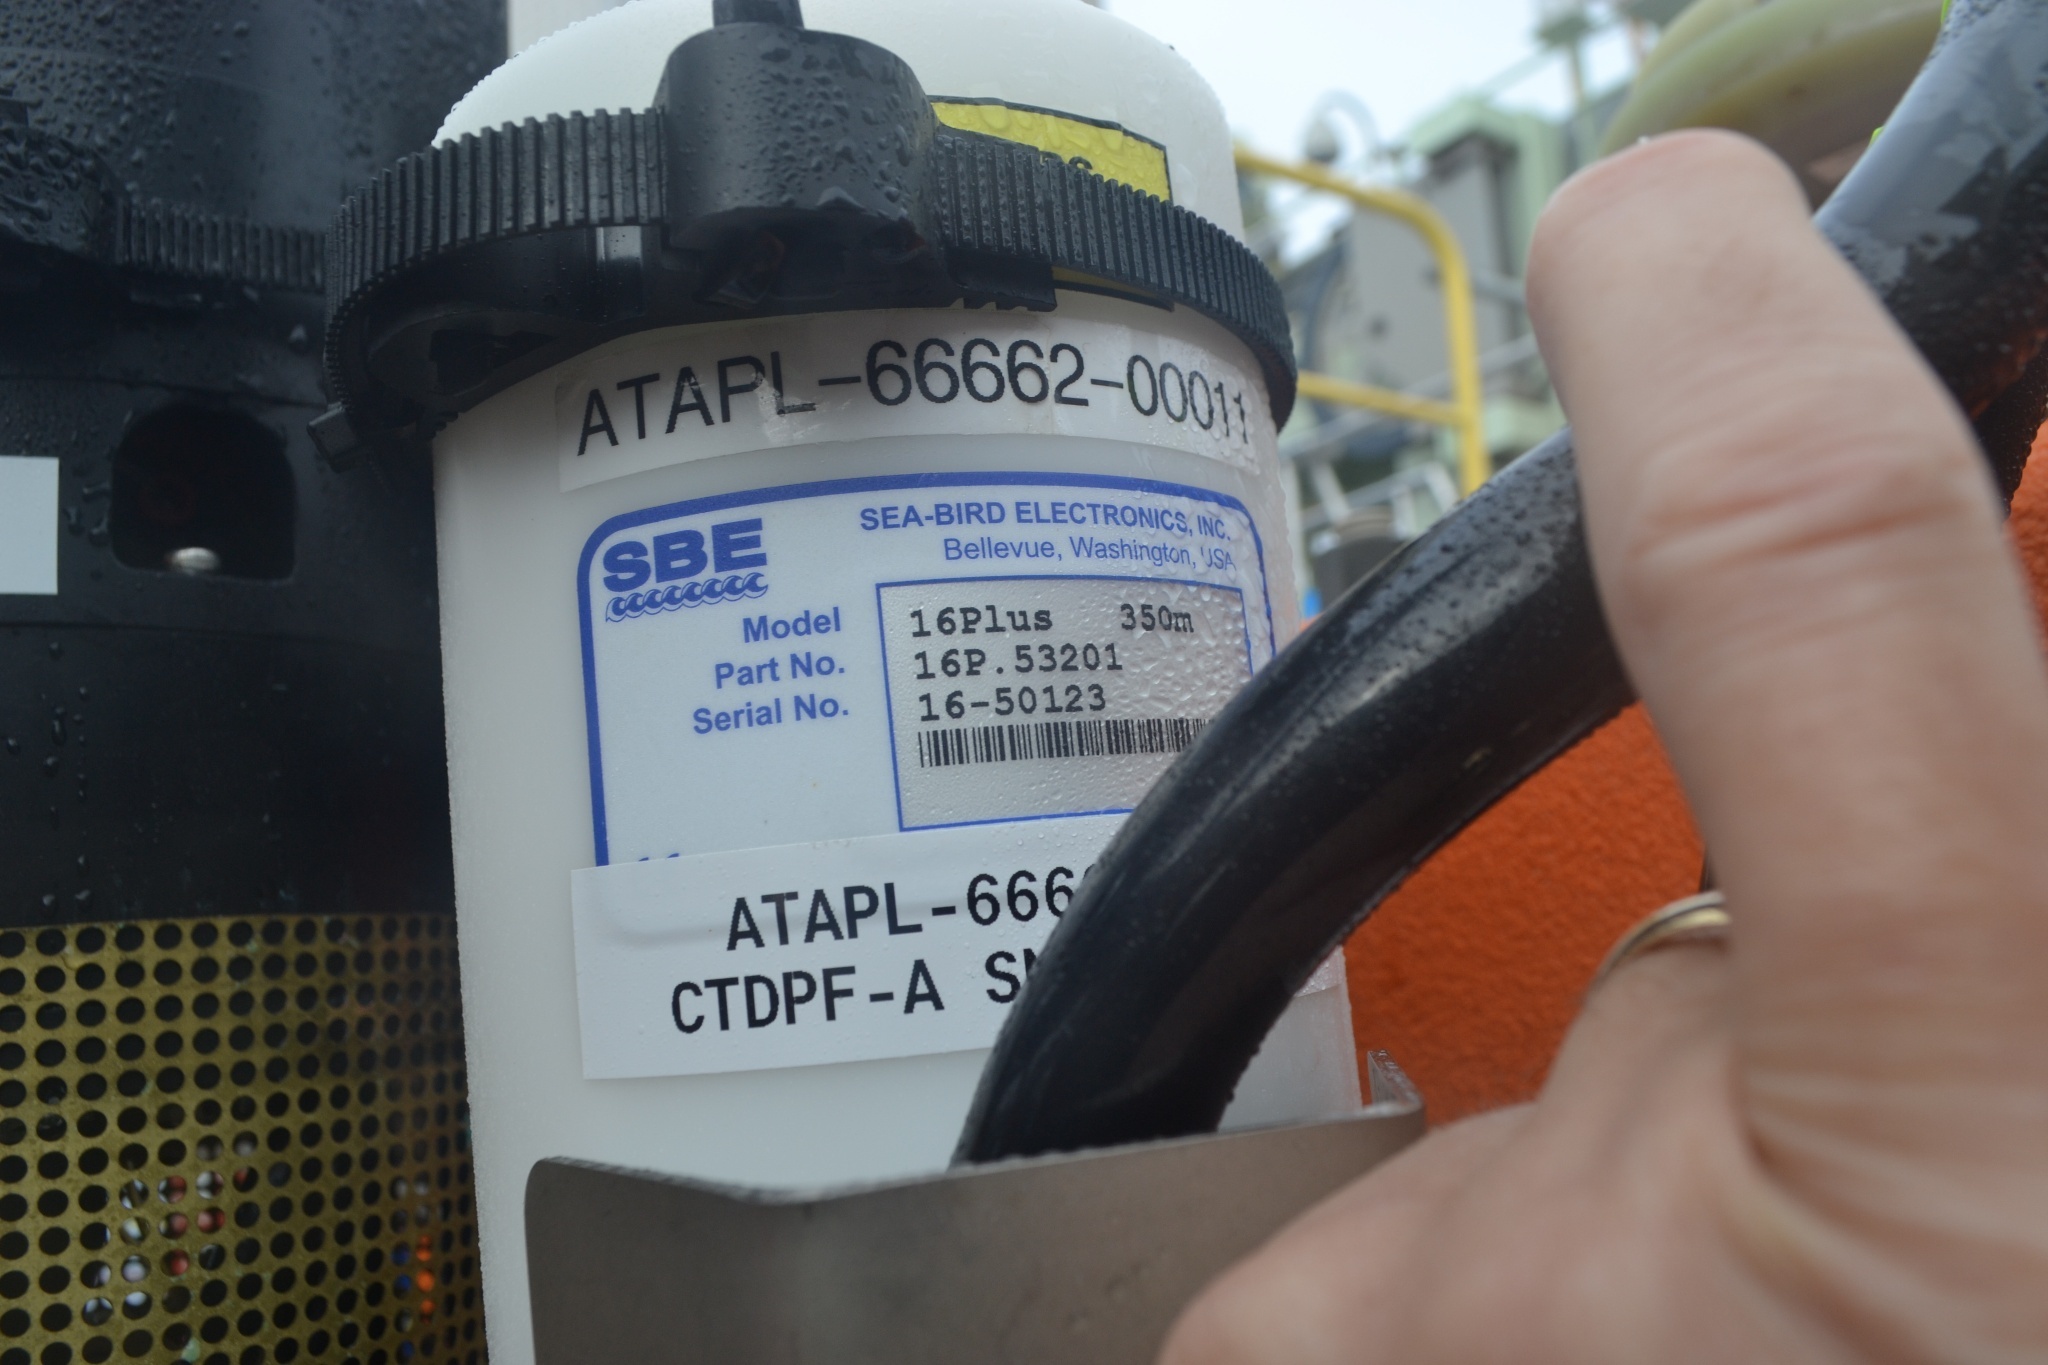 ATAPL-66662-00011
SBE
SEA-BIRD ELECTRONICS, INC.
Bellevue, Washington, USA
Model 16Plus 350m
Part No. 16P.53201
Serial No. 16-50123
ATAPL-666
CTDPF-A